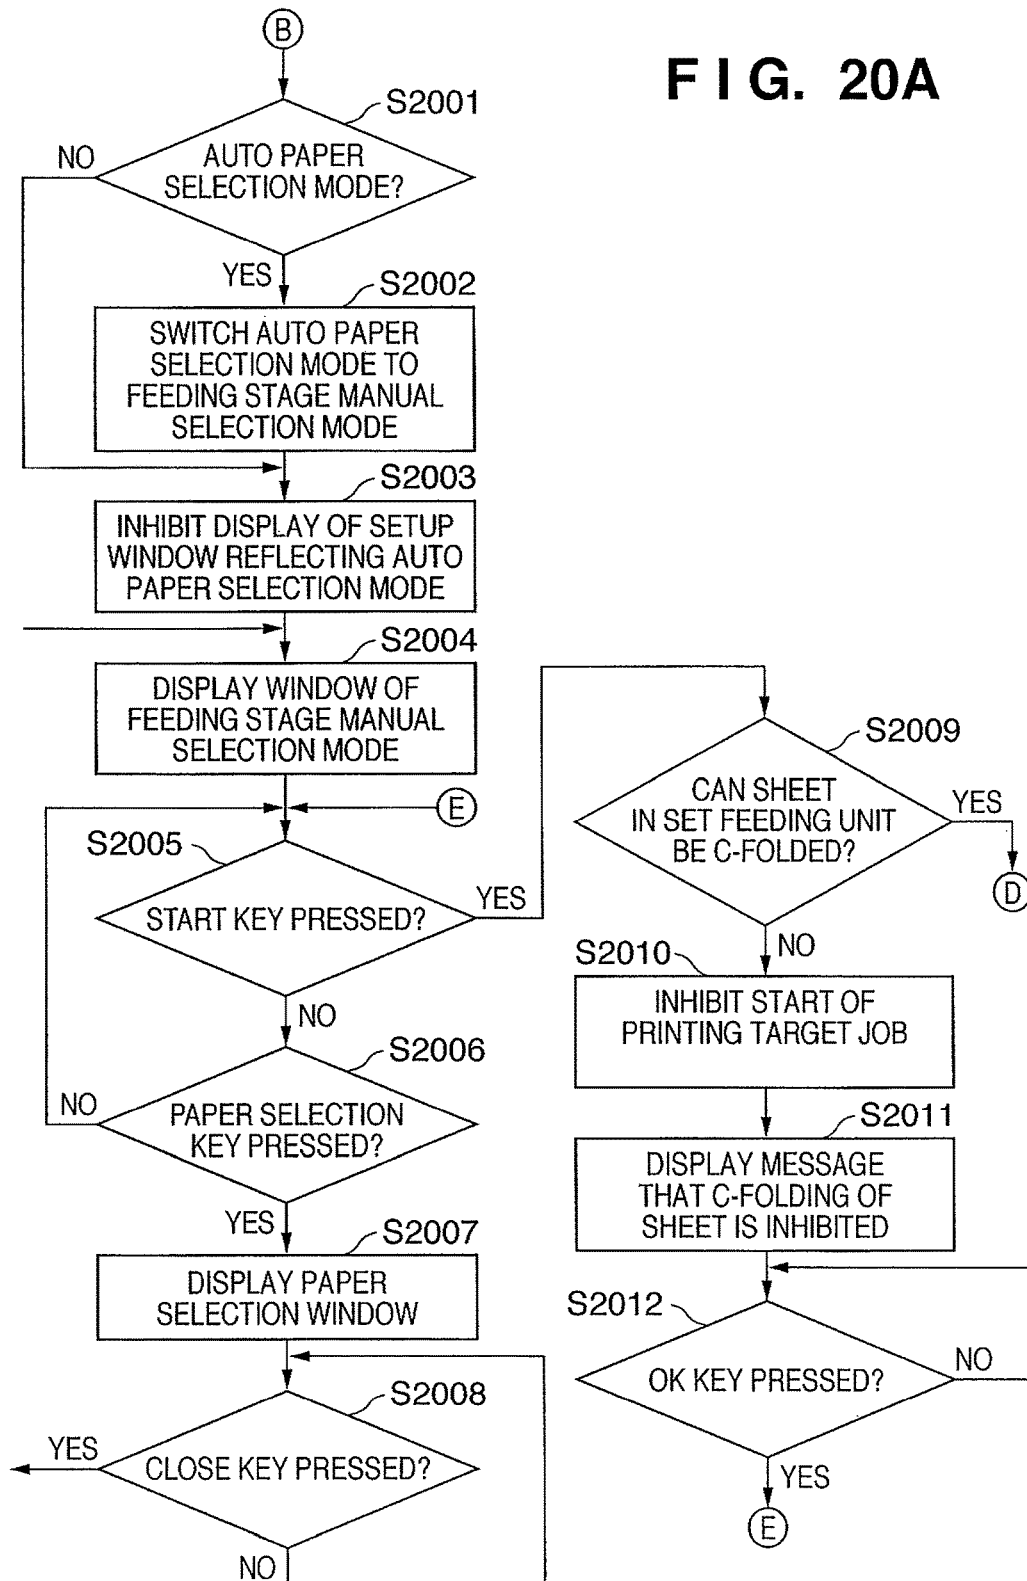 B
FIG. 20A
S2001
NO
AUTO PAPER
SELECTION MODE?
YES
S2002
SWITCH AUTO PAPER
SELECTION MODE TO
FEEDING STAGE MANUAL
SELECTION MODE
S2003
INHIBIT DISPLAY OF SETUP
WINDOW REFLECTING AUTO
PAPER SELECTION MODE
S2004
DISPLAY WINDOW OF
FEEDING STAGE MANUAL
SELECTION MODE
E
S2005
START KEY PRESSED?
YES
NO
S2006
NO
PAPER SELECTION
KEY PRESSED?
YES
S2007
DISPLAY PAPER
SELECTION WINDOW
S2008
YES
CLOSE KEY PRESSED?
NO
S2009
CAN SHEET
IN SET FEEDING UNIT
BE C-FOLDED?
YES
D
NO
S2010
INHIBIT START OF
PRINTING TARGET JOB
S2011
DISPLAY MESSAGE
THAT C-FOLDING OF
SHEET IS INHIBITED
S2012
OK KEY PRESSED?
NO
YES
E